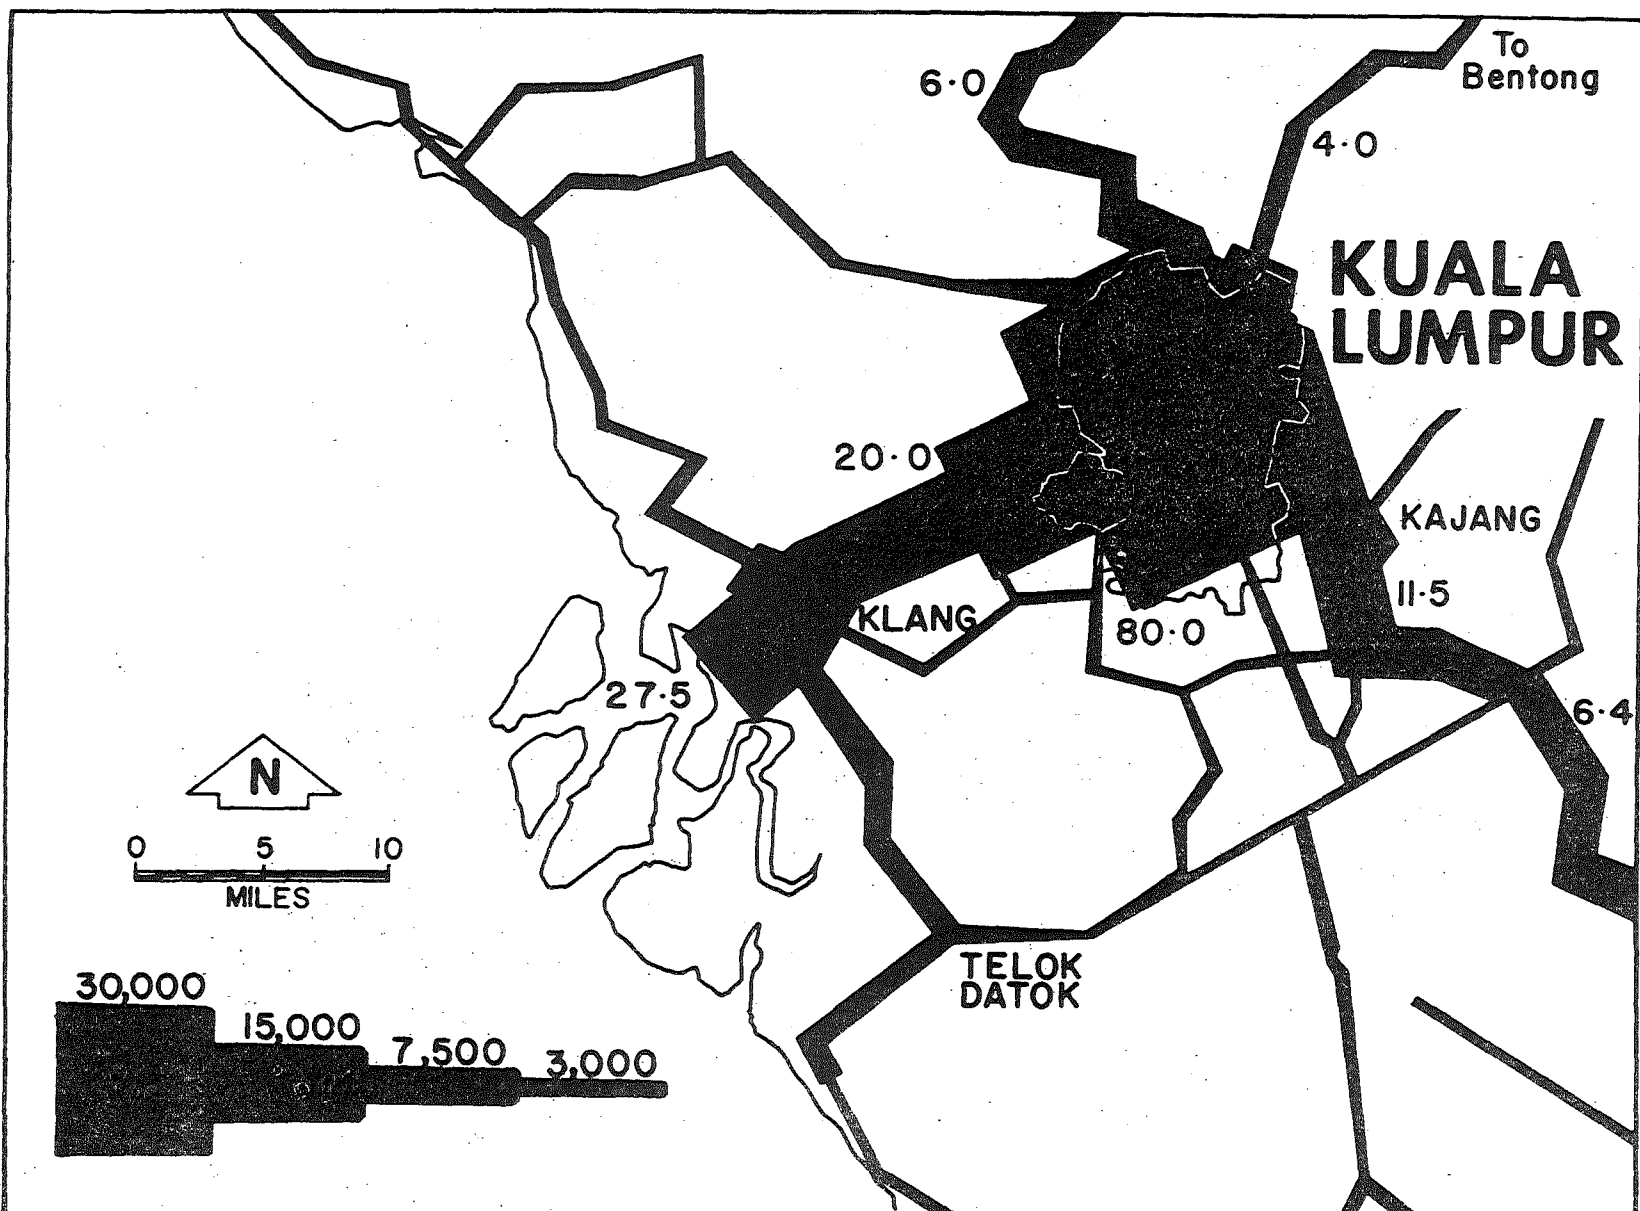 To
Bentong
6·0
4·0
KUALA
LUMPUR
20·0
KAJANG
11·5
KLANG
80·0
27·5
6·4
N
0 5 10
MILES
TELOK
DATOK
30,000
15,000
7,500
3,000